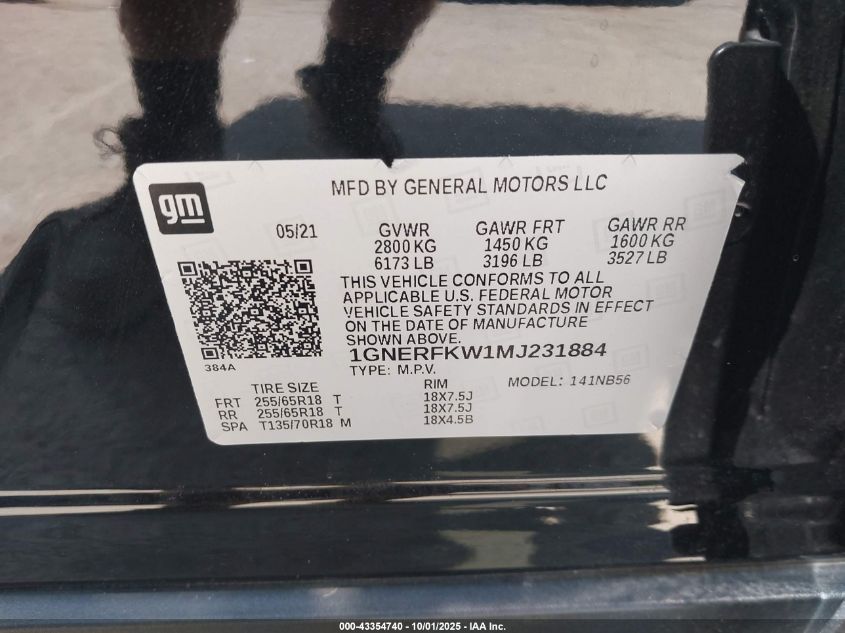 gm
MFD BY GENERAL MOTORS LLC
05/21
GVWR GAWR FRT GAWR RR
2800 KG 1450 KG 1600 KG
6173 LB 3196 LB 3527 LB
THIS VEHICLE CONFORMS TO ALL
APPLICABLE U.S. FEDERAL MOTOR
VEHICLE SAFETY STANDARDS IN EFFECT
ON THE DATE OF MANUFACTURE
SHOWN ABOVE.
1GNERFKW1MJ231884
384A
TYPE: M.P.V.
MODEL: 141NB56
TIRE SIZE RIM
FRT 255/65R18 T 18X7.5J
RR 255/65R18 T 18X7.5J
SPA T135/70R18 M 18X4.5B
000-43354740 - 10/01/2025 - IAA Inc.